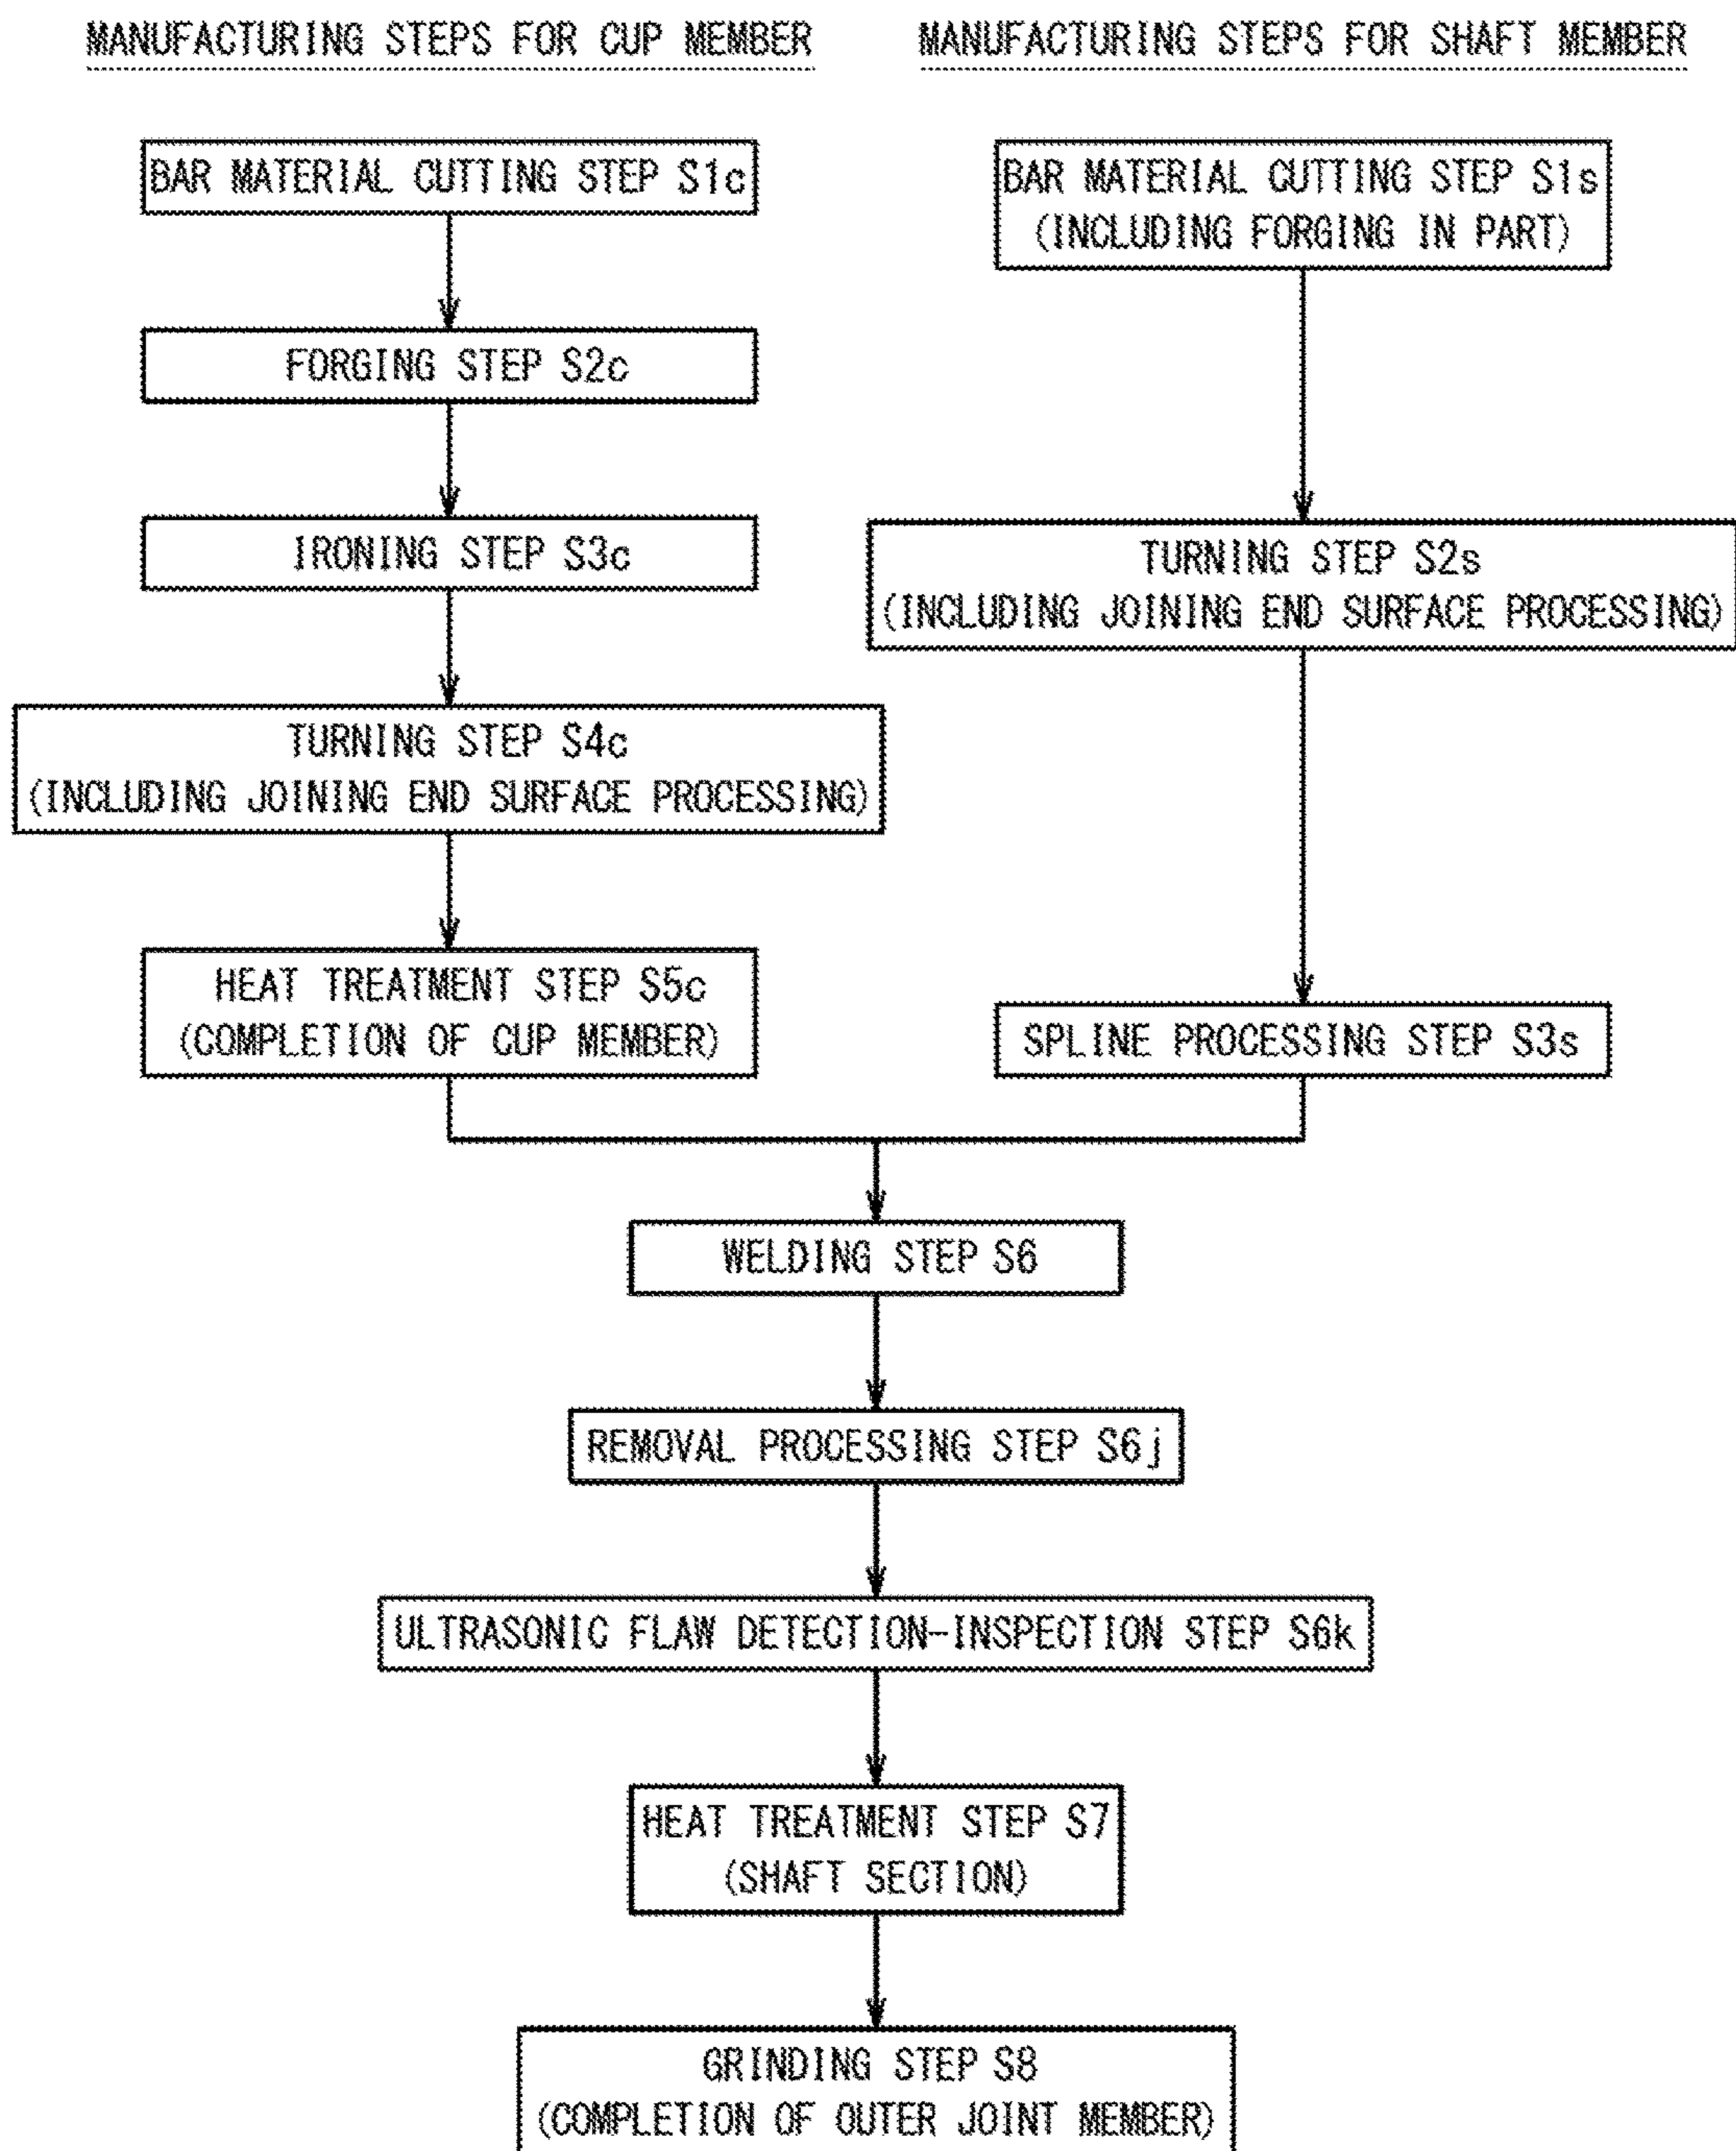 MANUFACTURING STEPS FOR CUP MEMBER
MANUFACTURING STEPS FOR SHAFT MEMBER
BAR MATERIAL CUTTING STEP S1c
BAR MATERIAL CUTTING STEP S1s
(INCLUDING FORGING IN PART)
FORGING STEP S2c
IRONING STEP S3c
TURNING STEP S2s
(INCLUDING JOINING END SURFACE PROCESSING)
TURNING STEP S4c
(INCLUDING JOINING END SURFACE PROCESSING)
HEAT TREATMENT STEP S5c
(COMPLETION OF CUP MEMBER)
SPLINE PROCESSING STEP S3s
WELDING STEP S6
REMOVAL PROCESSING STEP S6j
ULTRASONIC FLAW DETECTION-INSPECTION STEP S6k
HEAT TREATMENT STEP S7
(SHAFT SECTION)
GRINDING STEP S8
(COMPLETION OF OUTER JOINT MEMBER)